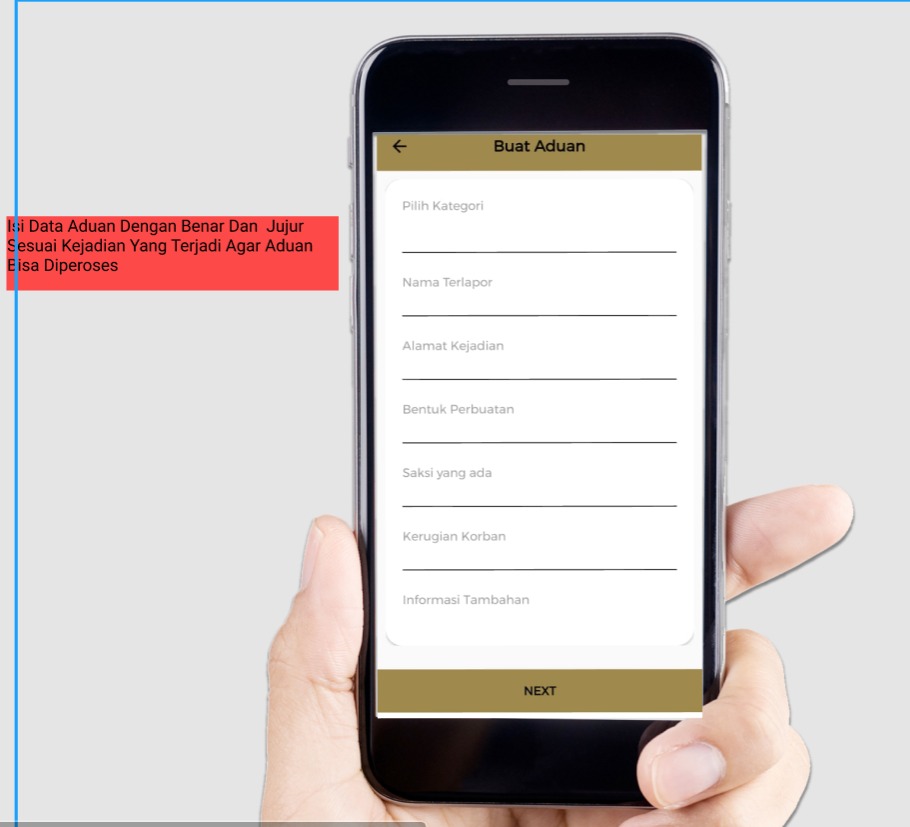 Buat Aduan
Pilih Kategori
Isi Data Aduan Dengan Benar Dan Jujur
Sesuai Kejadian Yang Terjadi Agar Aduan
Bisa Diperoses
Nama Terlapor
Alamat Kejadian
Bentuk Perbuatan
Saksi yang ada
Kerugian Korban
Informasi Tambahan
NEXT